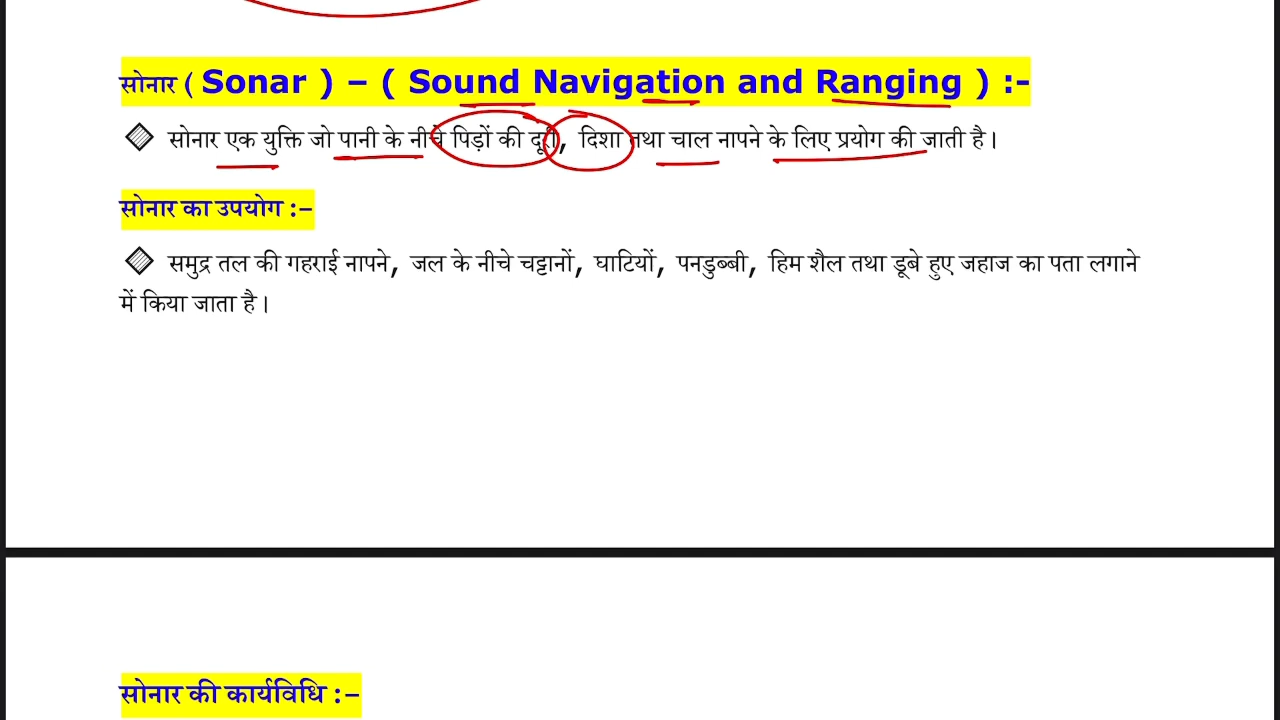 सोनार ( Sonar ) – ( Sound Navigation and Ranging ) :-
सोनार एक युक्ति जो पानी के नीचे पिड़ों की दूरी, दिशा तथा चाल नापने के लिए प्रयोग की जाती है।
सोनार का उपयोग :–
समुद्र तल की गहराई नापने, जल के नीचे चट्टानों, घाटियों, पनडुब्बी, हिम शैल तथा डूबे हुए जहाज का पता लगाने
में किया जाता है।
सोनार की कार्यविधि :–